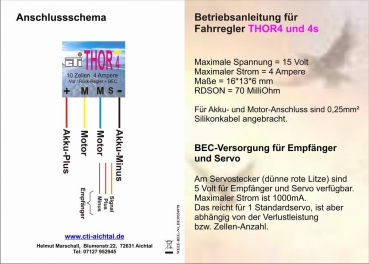 Anschlussschema
cti
THOR4
10 Zellen 4 Ampere
Vor-/Rück-Regler + BEC
+ M M S -
Akku-Plus
Motor
Motor
Akku-Minus
Signal
Plus
Minus
Empfänger
www.cti-aichtal.de
Helmut Marschall, Blumenstr.22, 72631 Aichtal
Tel: 07127 952945
Betriebsanleitung für
Fahrregler THOR4 und 4s
Maximale Spannung = 15 Volt
Maximaler Strom = 4 Ampere
Maße = 16*13*6 mm
RDSON = 70 MilliOhm
Für Akku- und Motor-Anschluss sind 0,25mm²
Silikonkabel angebracht.
BEC-Versorgung für Empfänger
und Servo
Am Servostecker (dünne rote Litze) sind
5 Volt für Empfänger und Servo verfügbar.
Maximaler Strom ist 1000mA.
Das reicht für 1 Standardservo, ist aber
abhängig von der Verlustleistung
bzw. Zellen-Anzahl.